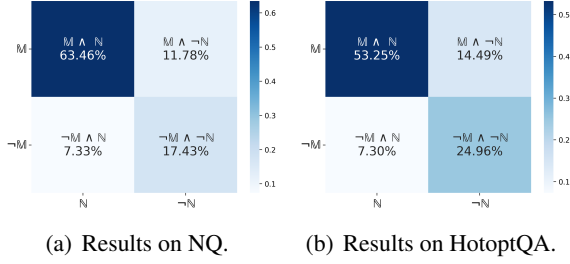 𝕄
𝕄 ∧ ℕ
63.46%
𝕄 ∧ ¬ℕ
11.78%
¬𝕄
¬𝕄 ∧ ℕ
7.33%
¬𝕄 ∧ ¬ℕ
17.43%
ℕ
¬ℕ
0.6
0.5
0.4
0.3
0.2
0.1
(a) Results on NQ.
𝕄
𝕄 ∧ ℕ
53.25%
𝕄 ∧ ¬ℕ
14.49%
¬𝕄
¬𝕄 ∧ ℕ
7.30%
¬𝕄 ∧ ¬ℕ
24.96%
ℕ
¬ℕ
0.5
0.4
0.3
0.2
0.1
(b) Results on HotoptQA.